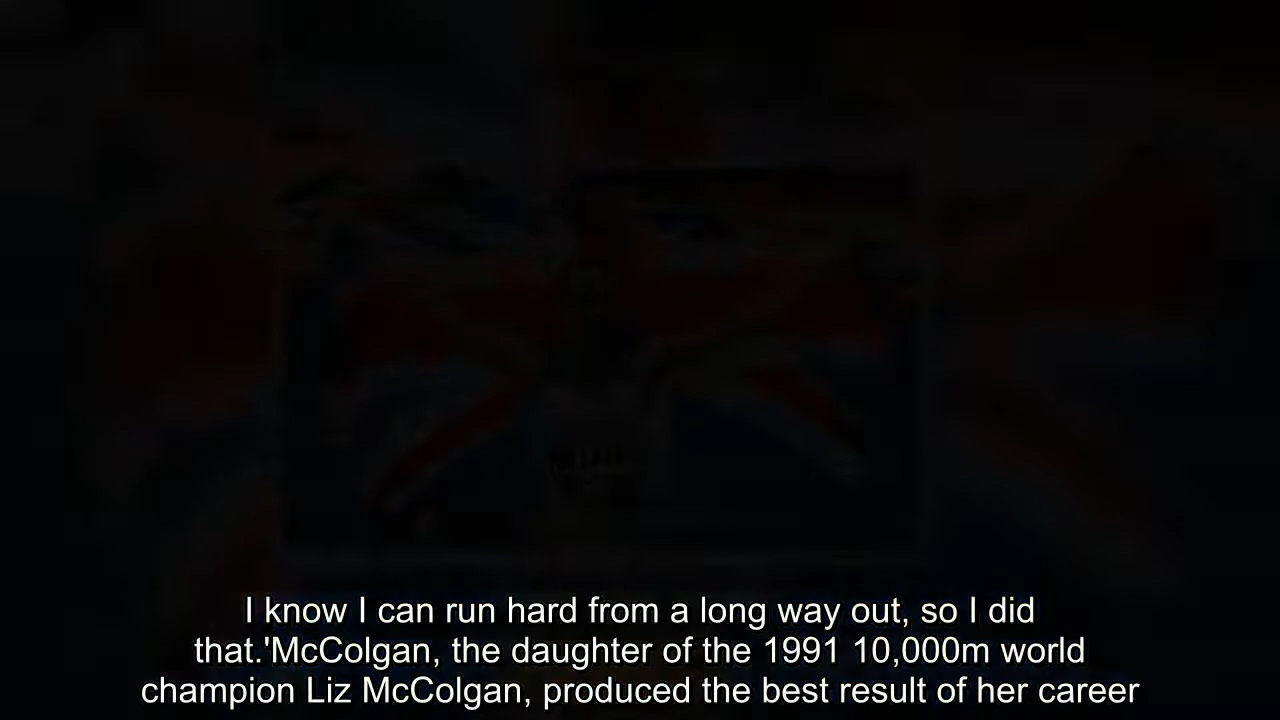 I know I can run hard from a long way out, so I did
that.'McColgan, the daughter of the 1991 10,000m world
champion Liz McColgan, produced the best result of her career